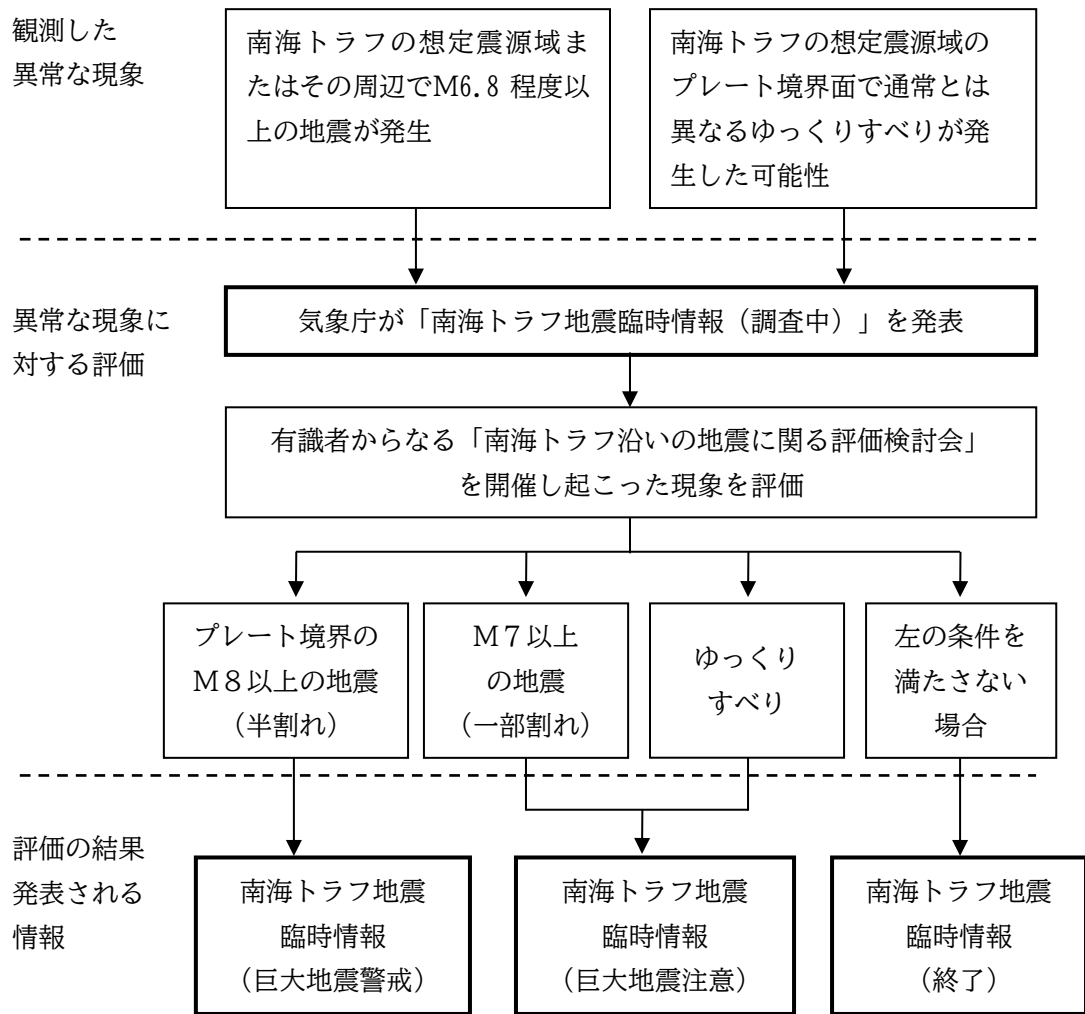 観測した
異常な現象
南海トラフの想定震源域ま
たはその周辺でM6.8 程度以
上の地震が発生
南海トラフの想定震源域の
プレート境界面で通常とは
異なるゆっくりすべりが発
生した可能性
異常な現象に
対する評価
気象庁が「南海トラフ地震臨時情報（調査中）」を発表
有識者からなる「南海トラフ沿いの地震に関る評価検討会」
を開催し起こった現象を評価
プレート境界の
M８以上の地震
（半割れ）
M７以上
の地震
（一部割れ）
ゆっくり
すべり
左の条件を
満たさない
場合
評価の結果
発表される
情報
南海トラフ地震
臨時情報
（巨大地震警戒）
南海トラフ地震
臨時情報
（巨大地震注意）
南海トラフ地震
臨時情報
（終了）